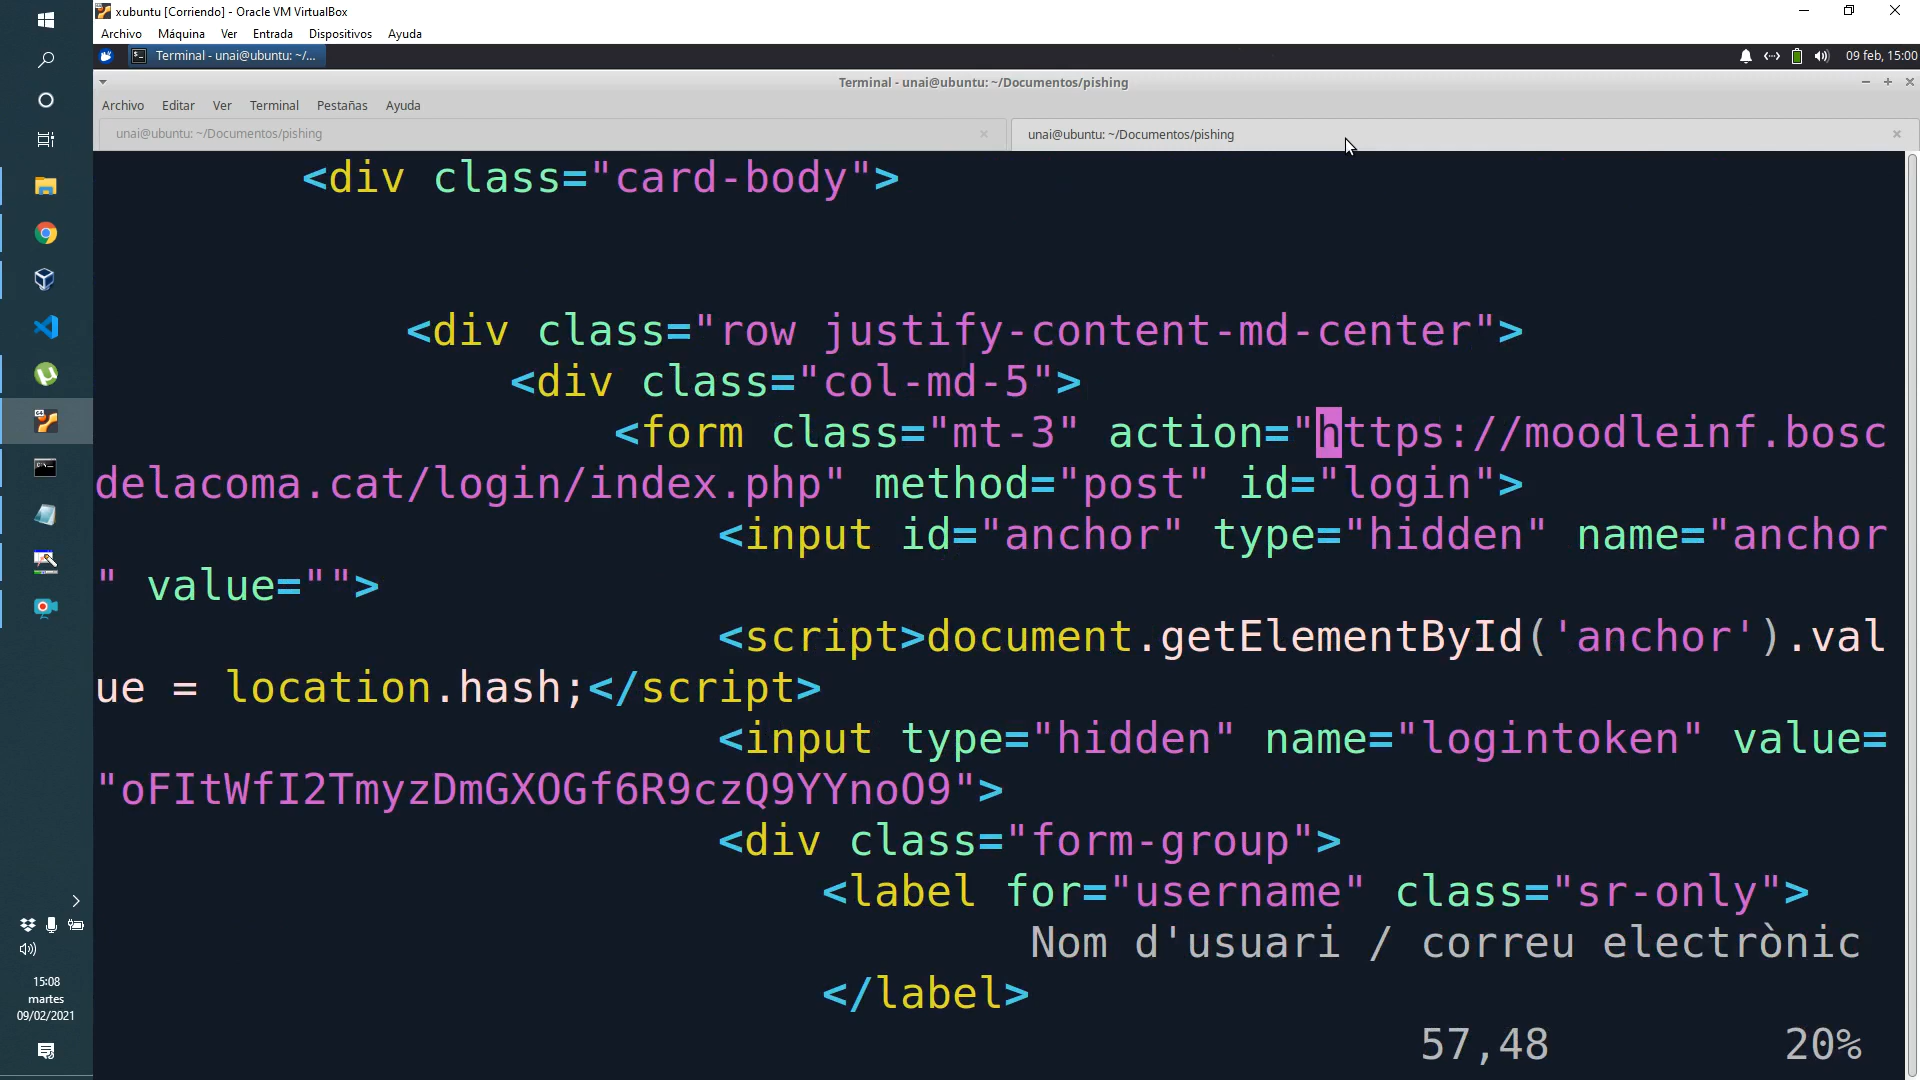 xubuntu [Corriendo] - Oracle VM VirtualBox
Archivo Máquina Ver Entrada Dispositivos Ayuda
Terminal - unai@ubuntu: ~/...
09 feb, 15:00
Terminal - unai@ubuntu: ~/Documentos/pishing
Archivo Editar Ver Terminal Pestañas Ayuda
unai@ubuntu: ~/Documentos/pishing
unai@ubuntu: ~/Documentos/pishing
<div class="card-body">
<div class="row justify-content-md-center">
<div class="col-md-5">
<form class="mt-3" action="https://moodleinf.bosc
delacoma.cat/login/index.php" method="post" id="login">
<input id="anchor" type="hidden" name="anchor
" value="">
<script>document.getElementById('anchor').val
ue = location.hash;</script>
<input type="hidden" name="logintoken" value=
"oFItWfI2TmyzDmGXOGf6R9czQ9YYnoO9">
<div class="form-group">
<label for="username" class="sr-only">
Nom d'usuari / correu electrònic
</label>
57,48 20%
15:08
martes
09/02/2021